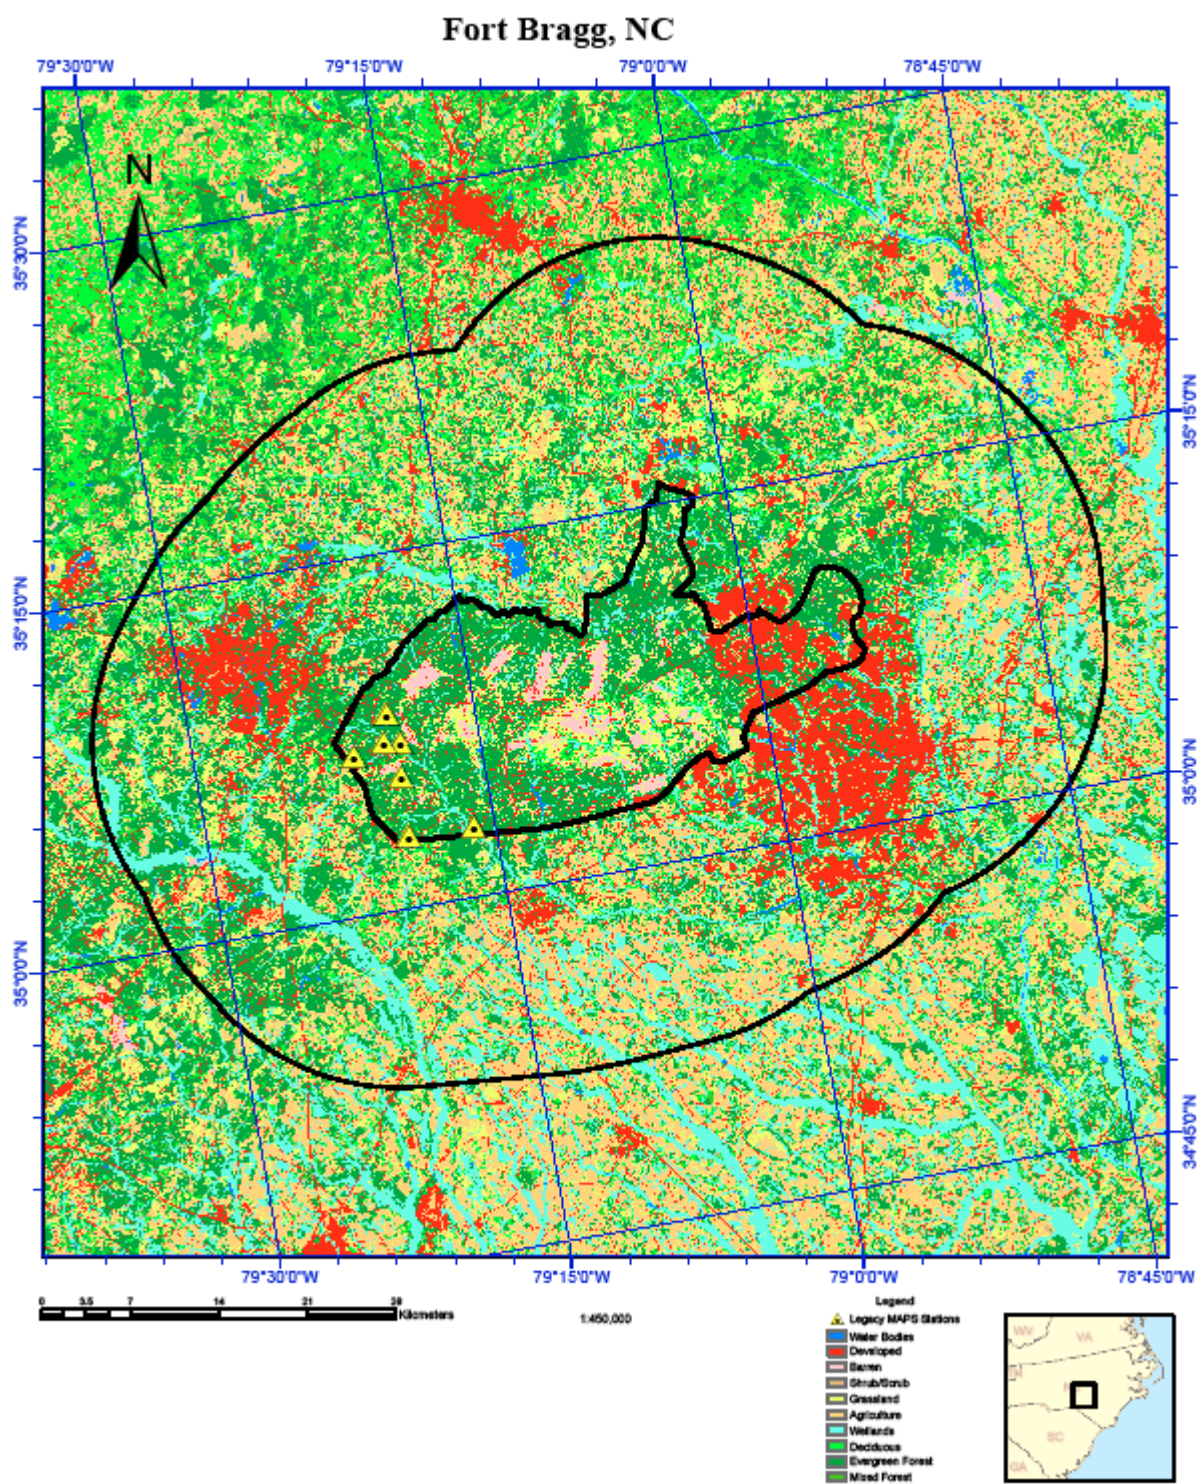 Fort Bragg, NC
79°30'0"W 79°15'0"W 79°0'0"W 78°45'0"W
N
35°30'0"N
35°15'0"N
35°15'0"N
35°0'0"N
35°0'0"N
34°45'0"N
79°30'0"W 79°15'0"W 79°0'0"W 78°45'0"W
0 3.5 7 14 21 28
Kilometers
1:450,000
Legend
Legacy MAPS Stations
Water Bodies
Developed
Barren
Shrub/Scrub
Grassland
Agriculture
Wetlands
Deciduous
Evergreen Forest
Mixed Forest
WV VA
SC
GA